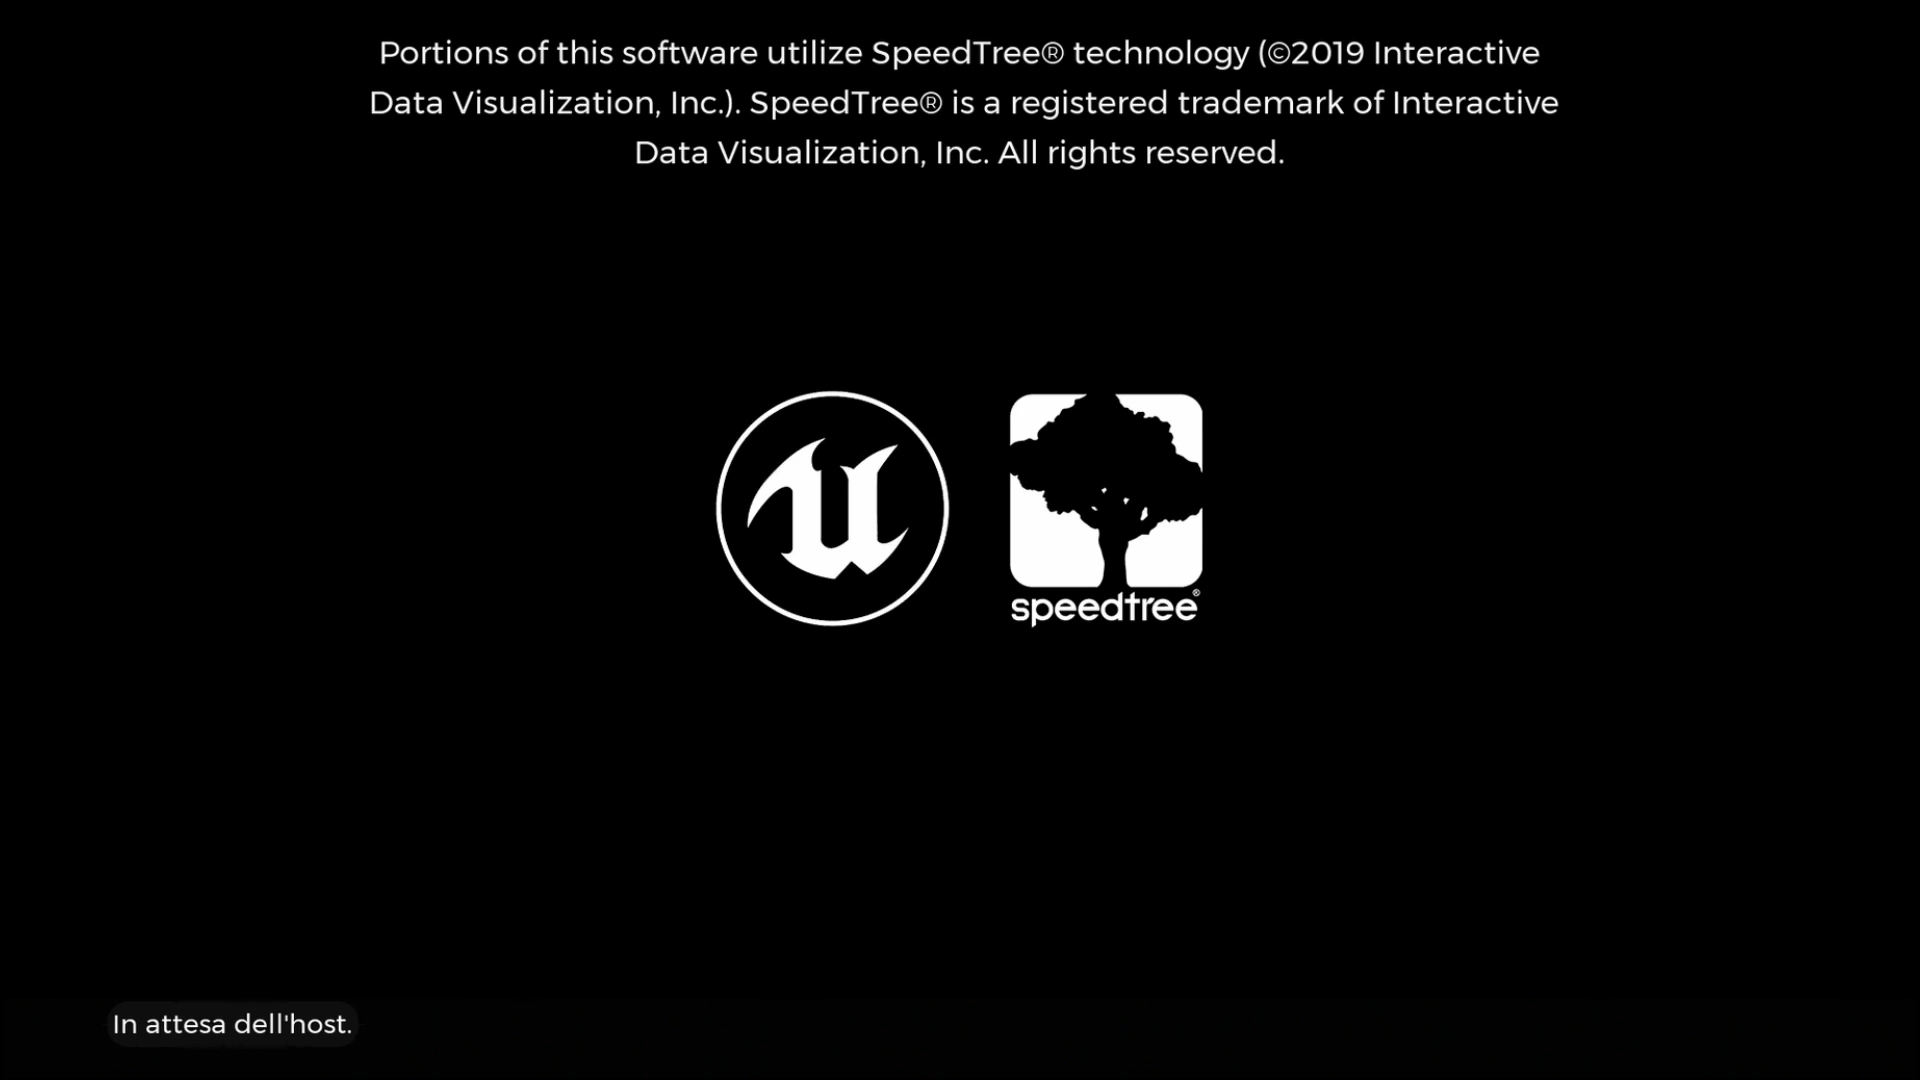 Portions of this software utilize SpeedTree® technology (©2019 Interactive
Data Visualization, Inc.). SpeedTree® is a registered trademark of Interactive
Data Visualization, Inc. All rights reserved.
speedtree®
In attesa dell'host.